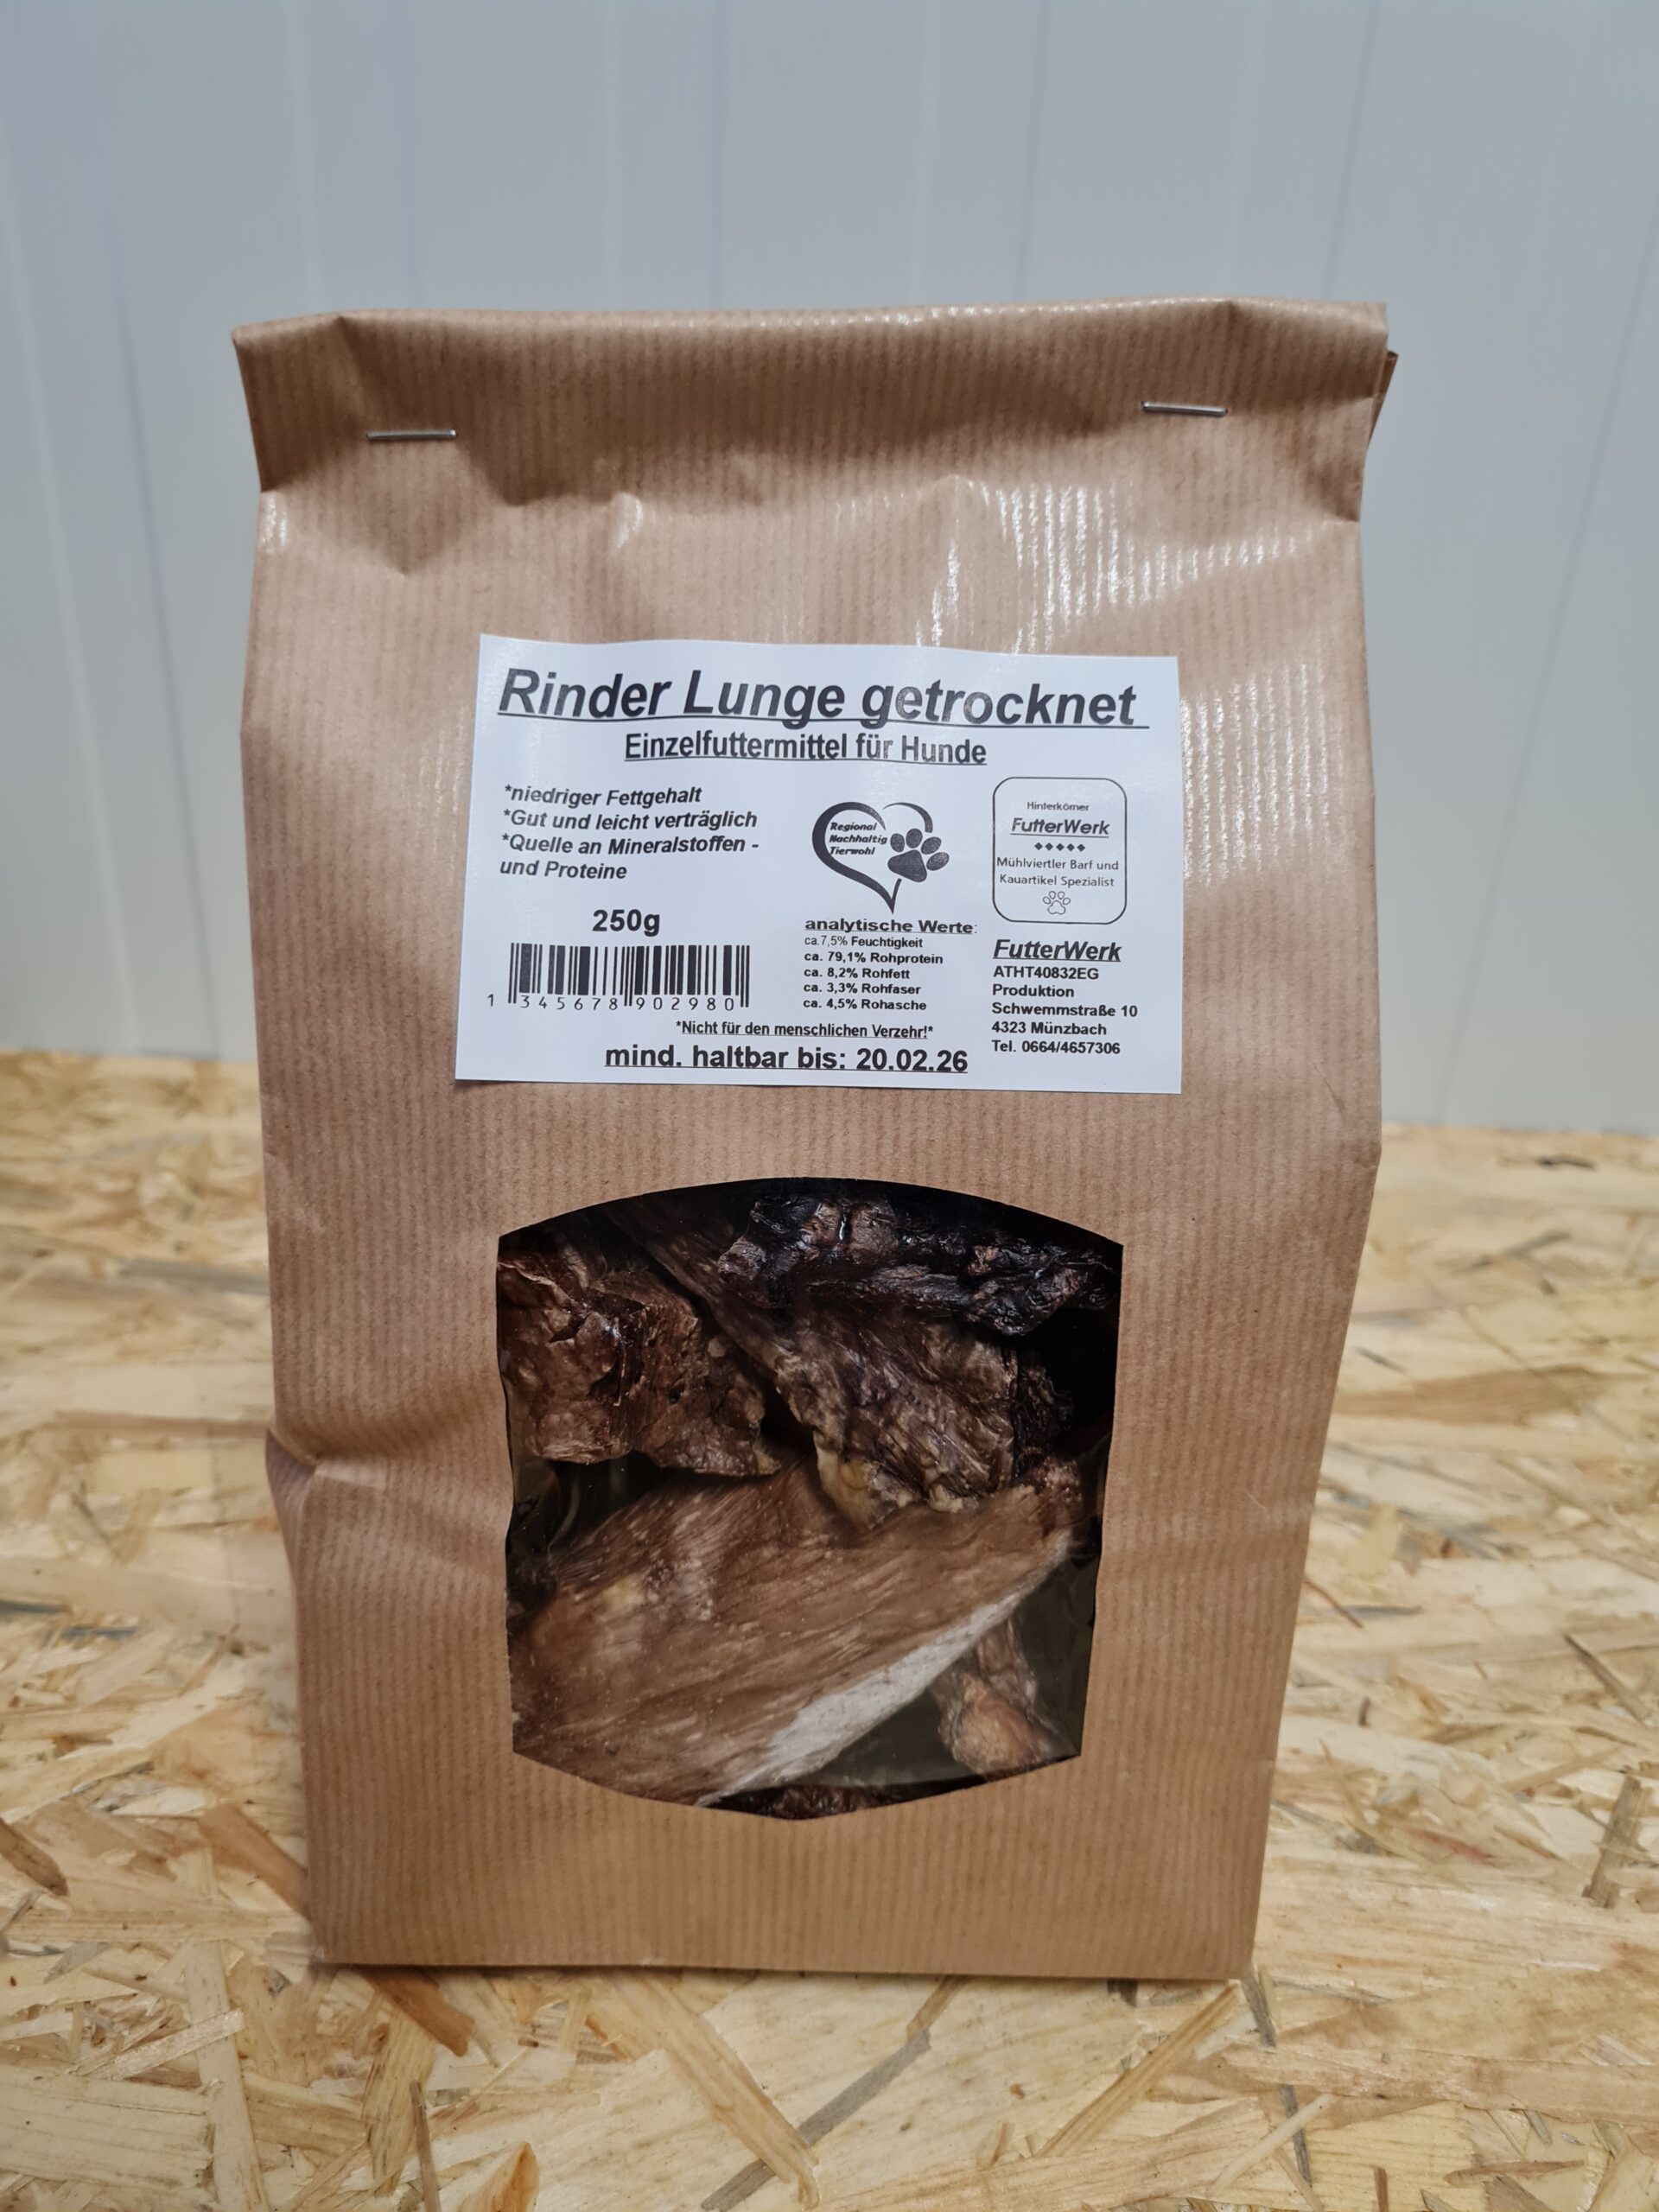 Rinder Lunge getrocknet
Einzelfuttermittel für Hunde
*niedriger Fettgehalt
*Gut und leicht verträglich
*Quelle an Mineralstoffen -
und Proteine
250g
1 345678 902980
Regional
Nachhaltig
Tierwohl
analytische Werte:
ca.7,5% Feuchtigkeit
ca. 79,1% Rohprotein
ca. 8,2% Rohfett
ca. 3,3% Rohfaser
ca. 4,5% Rohasche
Hinterkörner
FutterWerk
Mühlviertler Barf und
Kauartikel Spezialist
FutterWerk
ATHT40832EG
Produktion
Schwemmstraße 10
4323 Münzbach
Tel. 0664/4657306
*Nicht für den menschlichen Verzehr!*
mind. haltbar bis: 20.02.26